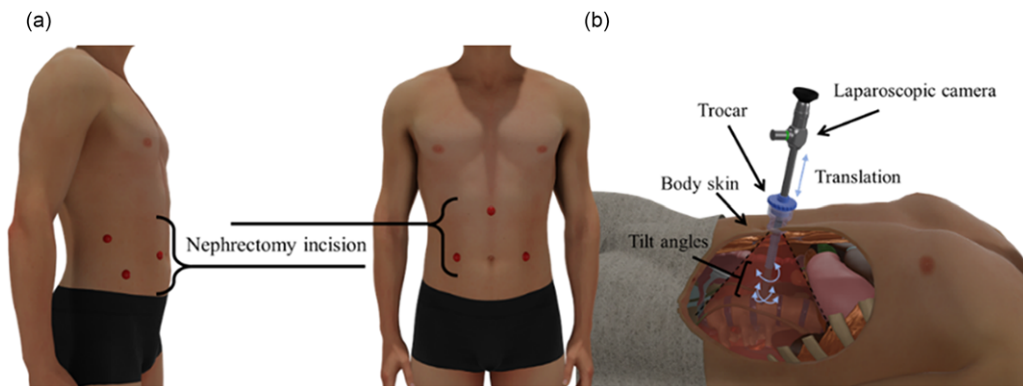 (a)
(b)
Nephrectomy incision
Laparoscopic camera
Trocar
Translation
Body skin
Tilt angles